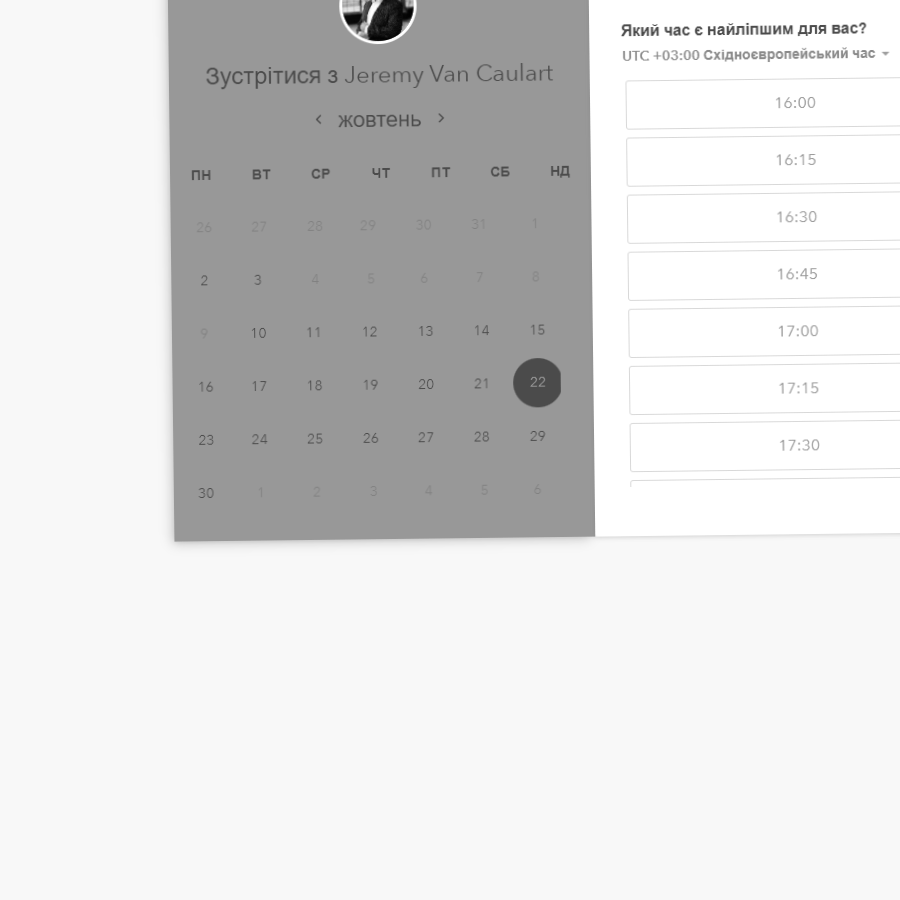 Зустрітися з Jeremy Van Caulart
жовтень
ПН ВТ СР ЧТ ПТ СБ НД
26 27 28 29 30 31 1
2 3 4 5 6 7 8
9 10 11 12 13 14 15
16 17 18 19 20 21 22
23 24 25 26 27 28 29
30 1 2 3 4 5 6
Який час є найліпшим для вас?
UTC +03:00 Східноєвропейський час
16:00
16:15
16:30
16:45
17:00
17:15
17:30